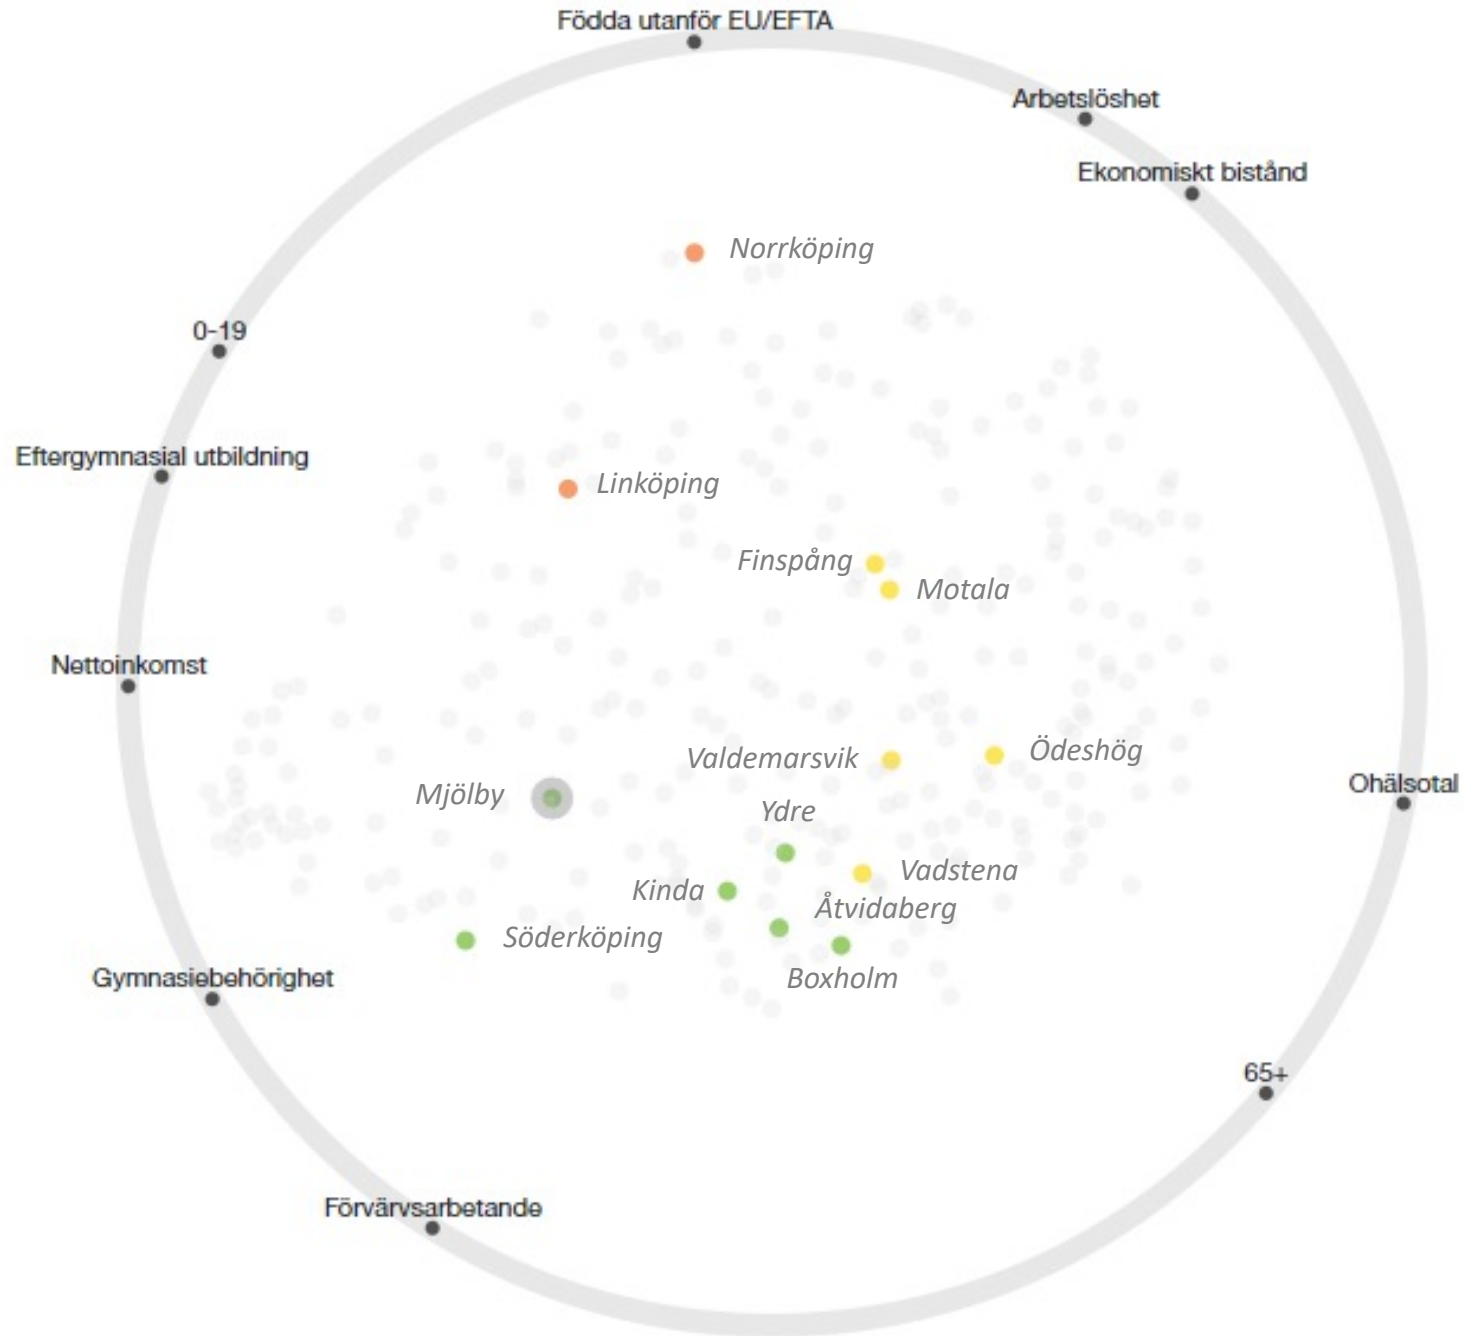 Födda utanför EU/EFTA
Arbetslöshet
Ekonomiskt bistånd
Norrköping
0-19
Eftergymnasial utbildning
Linköping
Finspång
Motala
Nettoinkomst
Valdemarsvik
Ödeshög
Ohälsotal
Mjölby
Ydre
Vadstena
Kinda
Åtvidaberg
Söderköping
Gymnasiebehörighet
Boxholm
65+
Förvärvsarbetande